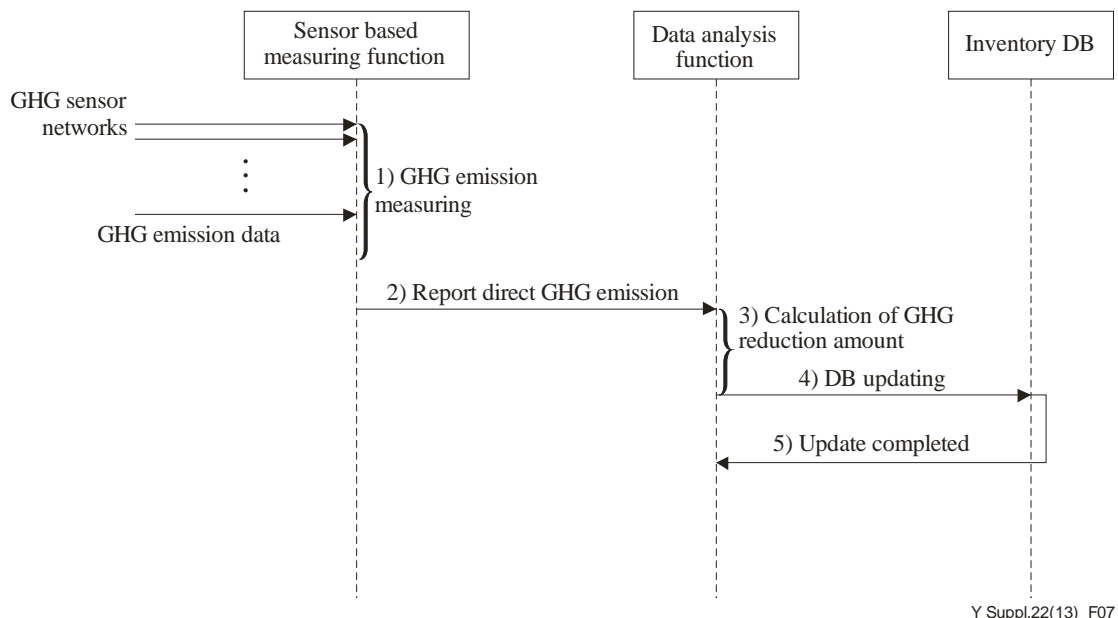 Sensor based
measuring function
Data analysis
function
Inventory DB
GHG sensor
networks
1) GHG emission
measuring
GHG emission data
2) Report direct GHG emission
3) Calculation of GHG
reduction amount
4) DB updating
5) Update completed
Y Suppl.22(13)_F07